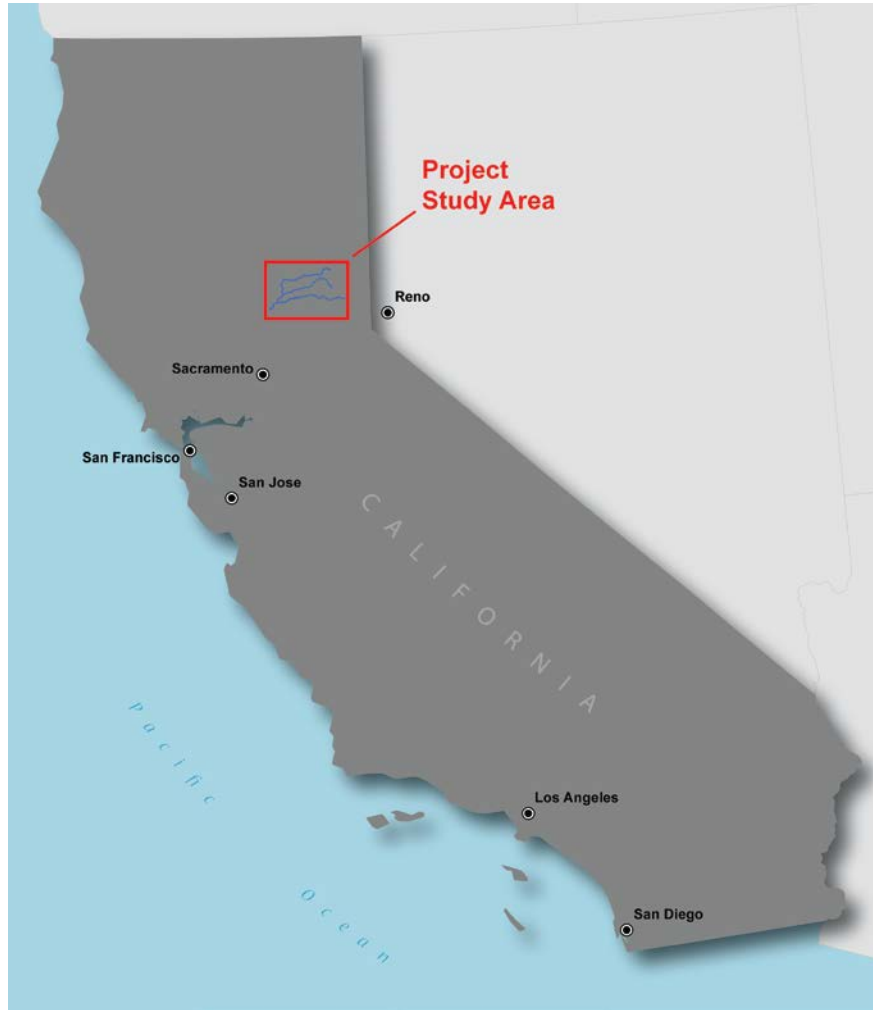 Project
Study Area
Reno
Sacramento
San Francisco
San Jose
CALIFORNIA
Pacific
Ocean
Los Angeles
San Diego